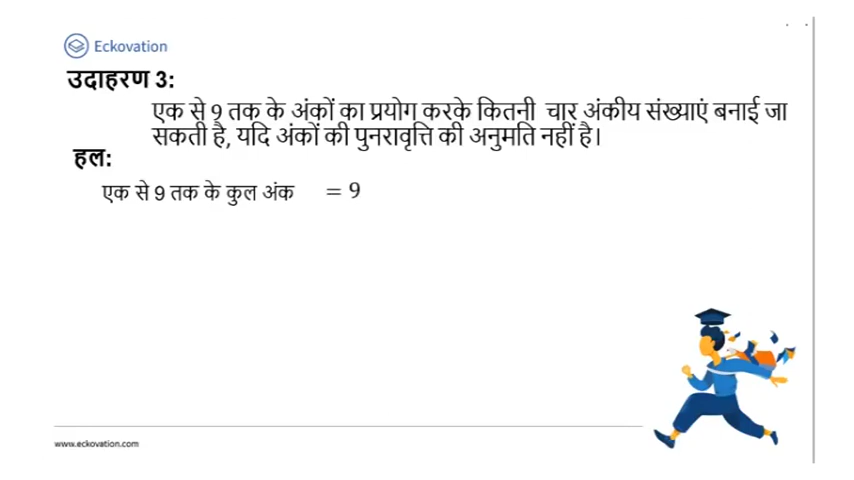 Eckovation
उदाहरण 3:
एक से 9 तक के अंकों का प्रयोग करके कितनी चार अंकीय संख्याएं बनाई जा
सकती है, यदि अंकों की पुनरावृत्ति की अनुमति नहीं है।
हल:
एक से 9 तक के कुल अंक = 9
www.eckovation.com